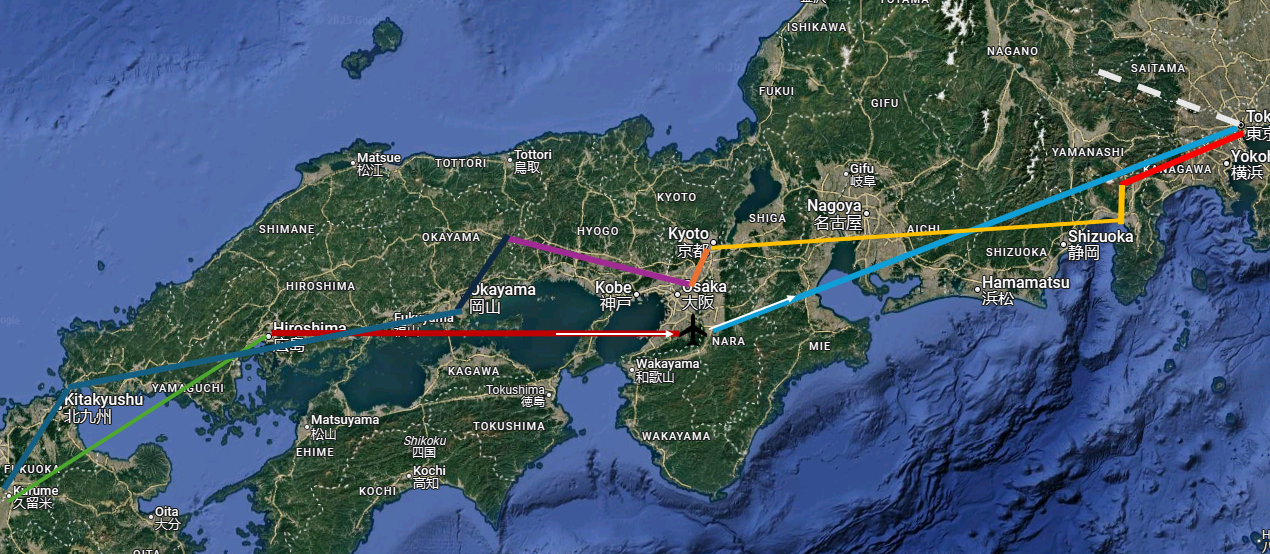 © 2025 Google
ISHIKAWA
TOYAMA
NAGANO
SAITAMA
FUKUI
GIFU
Matsue
松江
TOTTORI
Tottori
鳥取
YAMANASHI
Tok
東京
KANAGAWA
Yokoh
横浜
Gifu
岐阜
KYOTO
Nagoya
名古屋
SHIGA
SHIMANE
OKAYAMA
HYOGO
Kyoto
京都
AICHI
SHIZUOKA
Shizuoka
静岡
HIROSHIMA
Okayama
岡山
Kobe
神戸
Osaka
大阪
Hamamatsu
浜松
Fukuyama
福山
Hiroshima
広島
NARA
MIE
KAGAWA
Wakayama
和歌山
YAMAGUCHI
Kitakyushu
北九州
Tokushima
徳島
Matsuyama
松山
TOKUSHIMA
WAKAYAMA
EHIME
Shikoku
四国
FUKUOKA
Kochi
高知
Kurume
久留米
KOCHI
Oita
大分
OITA